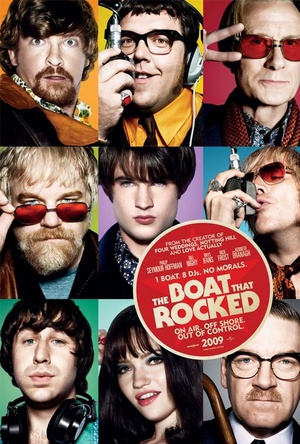 FROM THE CREATOR OF
FOUR WEDDINGS, NOTTING HILL
AND LOVE ACTUALLY
PHILIP SEYMOUR HOFFMAN
BILL NIGHY
RHYS IFANS
NICK FROST
KENNETH BRANAGH
1 BOAT. 8 DJs. NO MORALS.
THE BOAT THAT
ROCKED
ON AIR. OFF SHORE.
OUT OF CONTROL.
2009